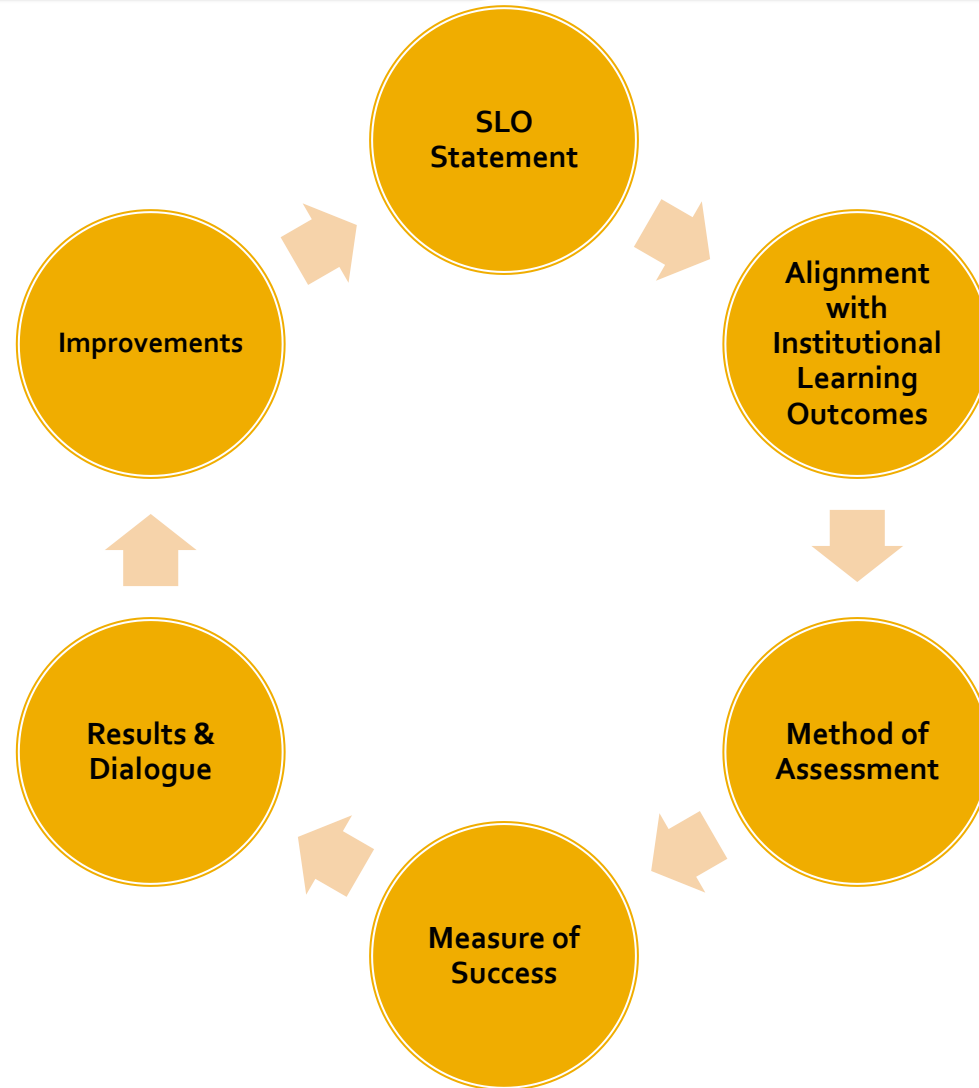 SLO
Statement
Alignment
with
Institutional
Learning
Outcomes
Method of
Assessment
Measure of
Success
Results &
Dialogue
Improvements